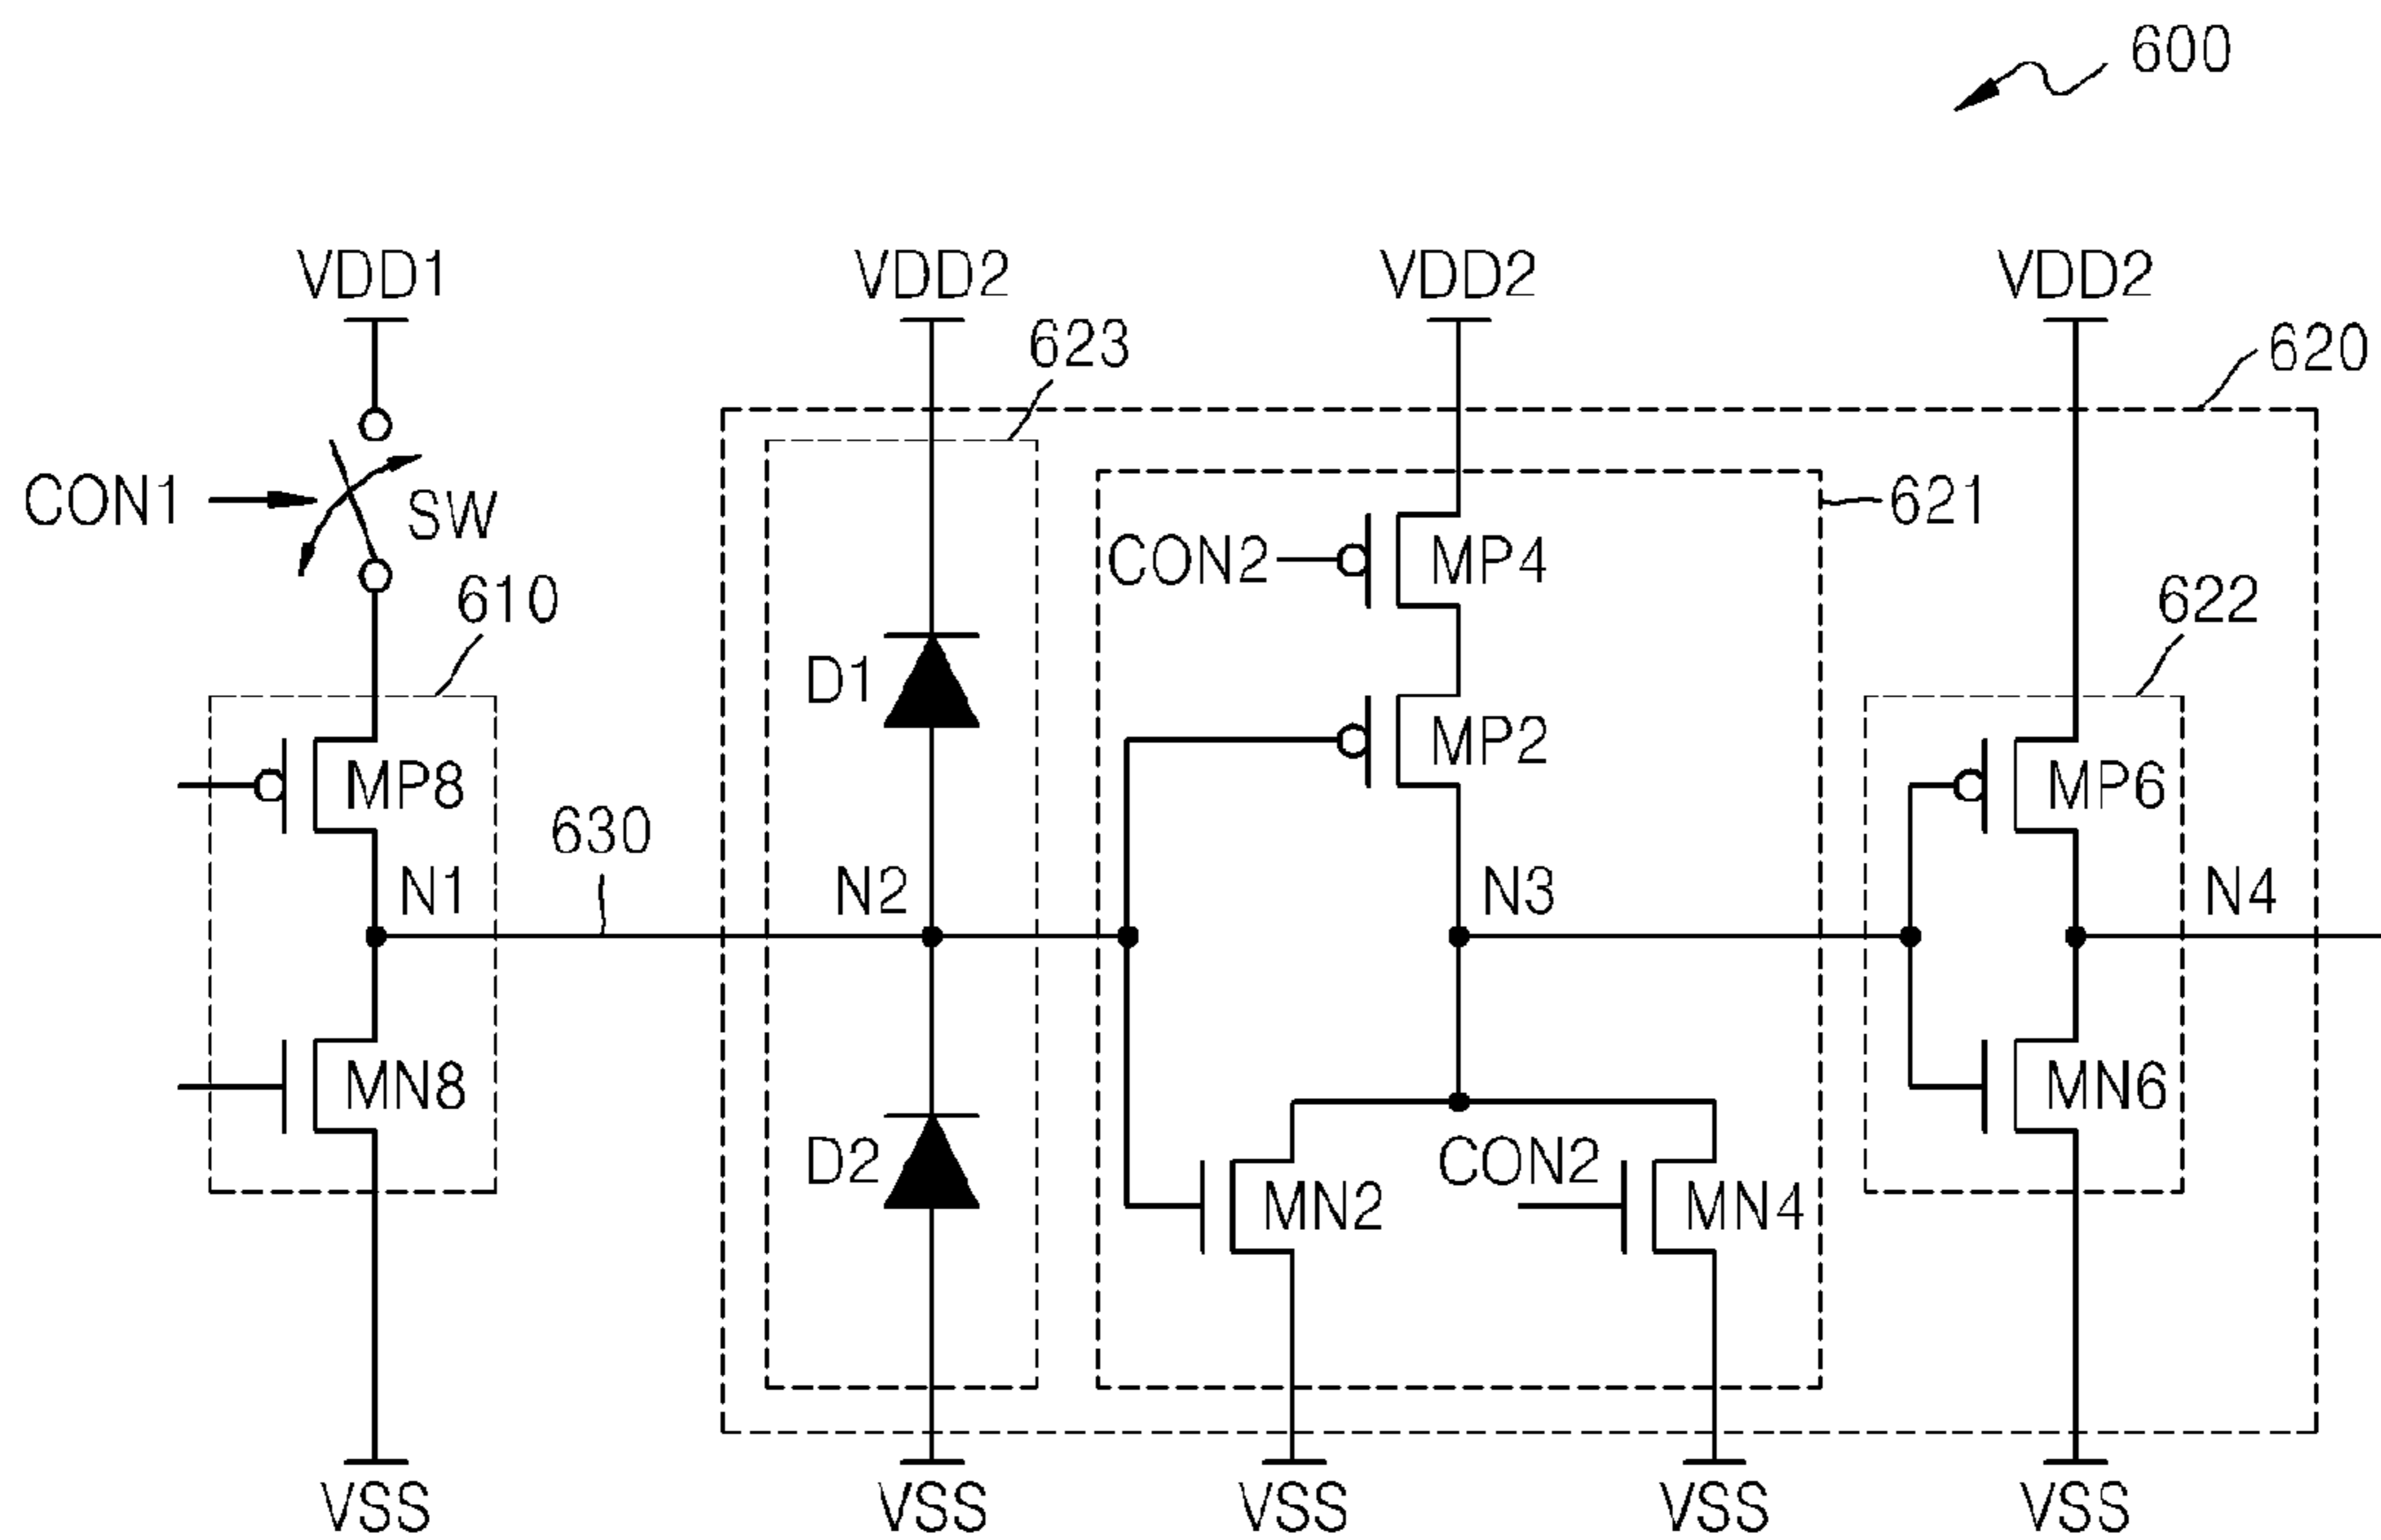 600
VDD1
VDD2
VDD2
VDD2
623
620
CON1
SW
621
CON2
MP4
610
622
D1
MP2
MP8
MP6
630
N1
N2
N3
N4
MN8
MN6
D2
CON2
MN2
MN4
VSS
VSS
VSS
VSS
VSS